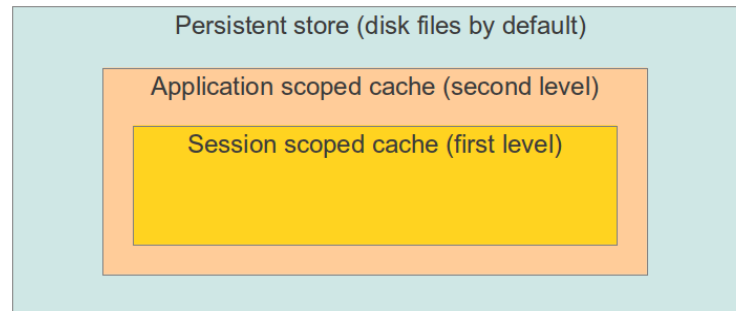 Persistent store (disk files by default)
Application scoped cache (second level)
Session scoped cache (first level)